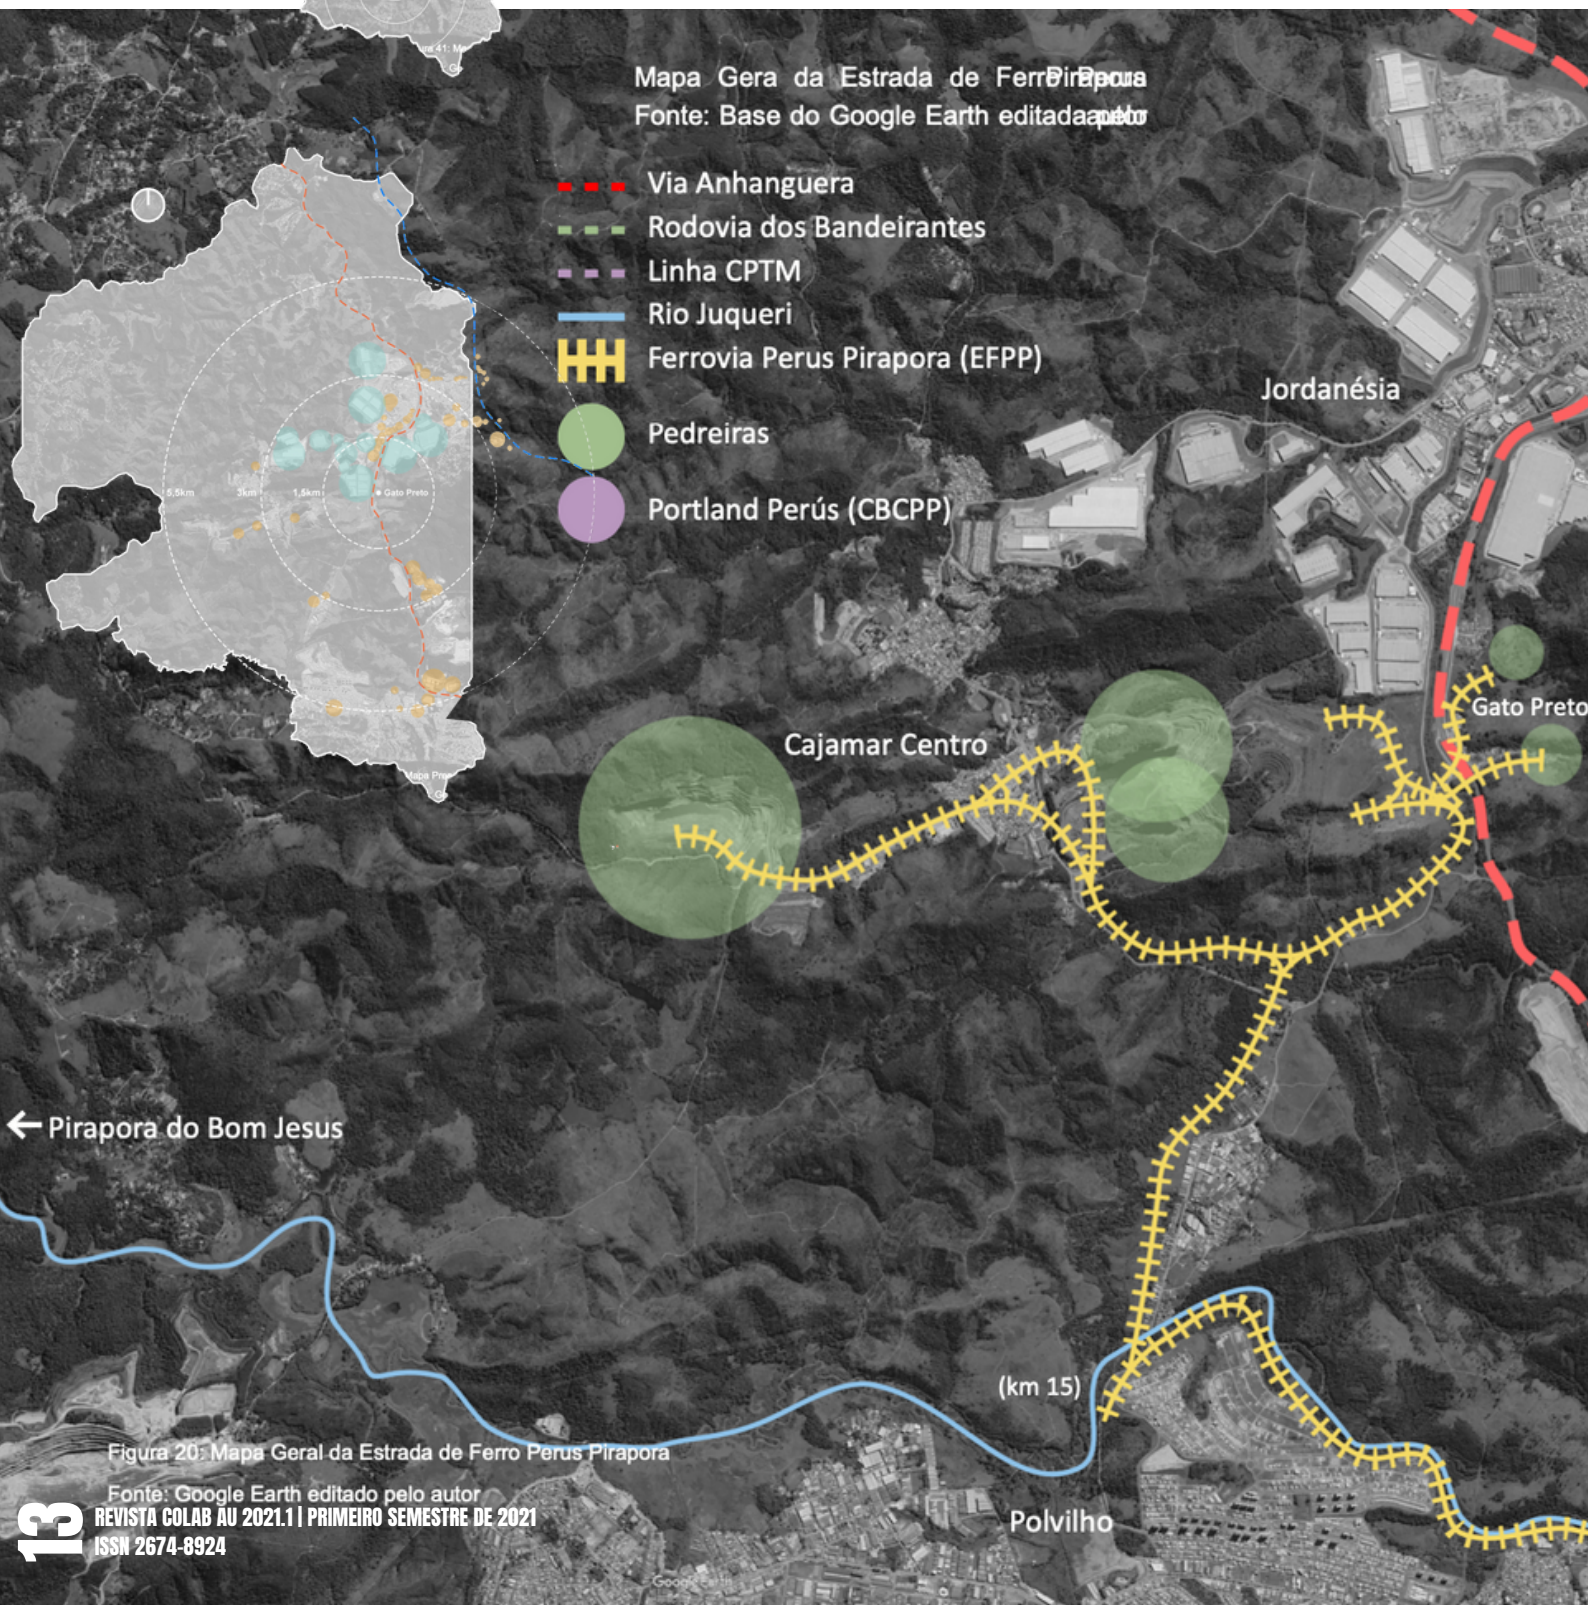 Mapa Gera da Estrada de Ferro
Fonte: Base do Google Earth editada
Via Anhanguera
Rodovia dos Bandeirantes
Linha CPTM
Rio Juqueri
Ferrovia Perus Pirapora (EFPP)
Pedreiras
Portland Perús (CBCPP)
5,5km
3km
1,5km
Gato Preto
Jordanésia
Gato Preto
Cajamar Centro
← Pirapora do Bom Jesus
(km 15)
Figura 20: Mapa Geral da Estrada de Ferro Perus Pirapora
Fonte: Google Earth editado pelo autor
13
REVISTA COLAB AU 2021.1 | PRIMEIRO SEMESTRE DE 2021
ISSN 2674-8924
Polvilho
Google Earth